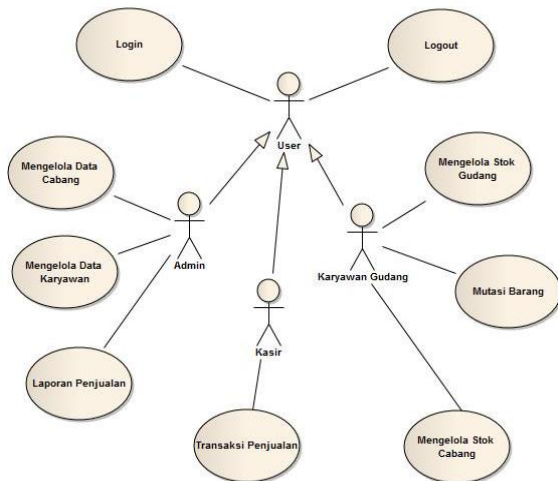 Login
Logout
User
Mengelola Data
Cabang
Mengelola Stok
Gudang
Mengelola Data
Karyawan
Admin
Karyawan Gudang
Mutasi Barang
Kasir
Laporan Penjualan
Transaksi Penjualan
Mengelola Stok
Cabang